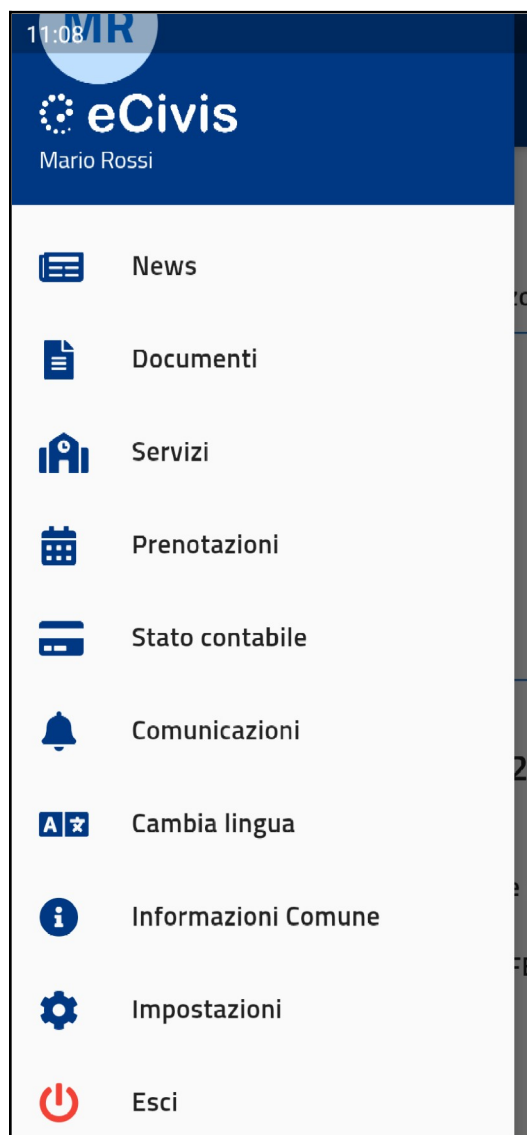 11:08
MR
eCivis
Mario Rossi
News
Documenti
Servizi
Prenotazioni
Stato contabile
Comunicazioni
Cambia lingua
Informazioni Comune
Impostazioni
Esci